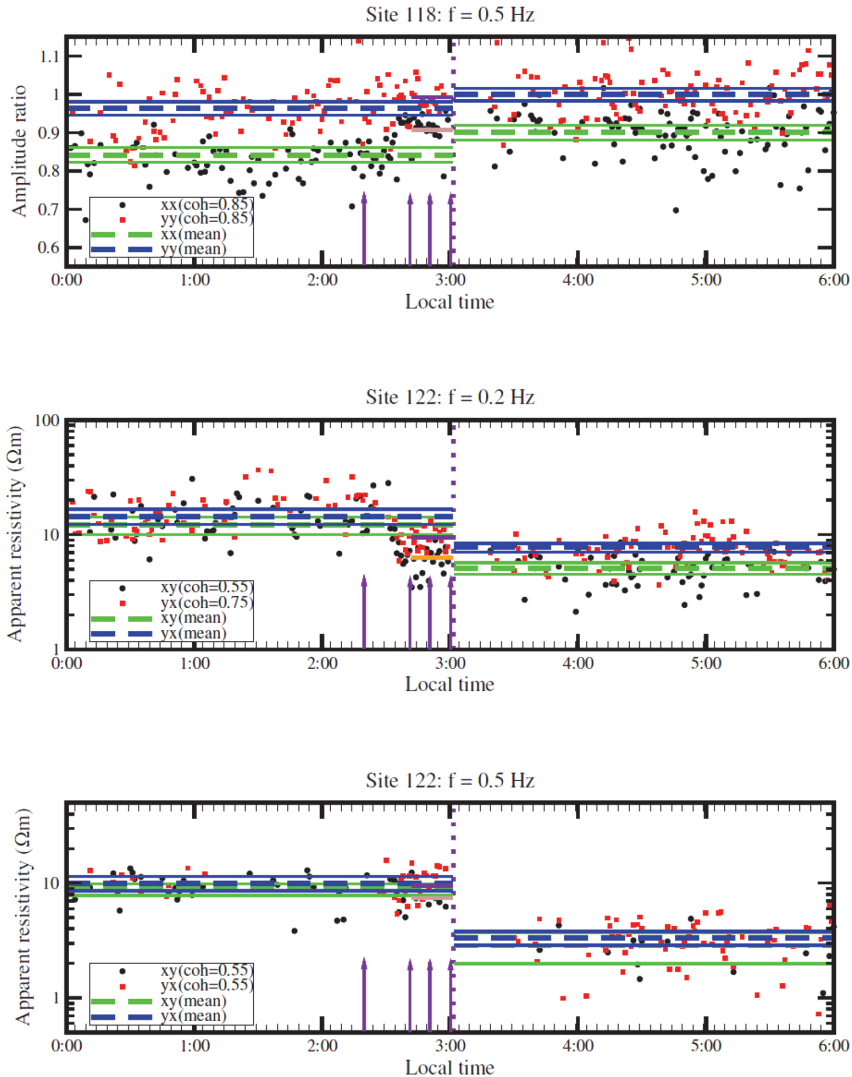 Site 118: f = 0.5 Hz
Amplitude ratio
1.1
1
0.9
0.8
0.7
0.6
xx(coh=0.85)
yy(coh=0.85)
xx(mean)
yy(mean)
0:00 1:00 2:00 3:00 4:00 5:00 6:00
Local time
Site 122: f = 0.2 Hz
Apparent resistivity (Ωm)
100
10
1
xy(coh=0.55)
yx(coh=0.75)
xy(mean)
yx(mean)
0:00 1:00 2:00 3:00 4:00 5:00 6:00
Local time
Site 122: f = 0.5 Hz
Apparent resistivity (Ωm)
10
1
xy(coh=0.55)
yx(coh=0.55)
xy(mean)
yx(mean)
0:00 1:00 2:00 3:00 4:00 5:00 6:00
Local time